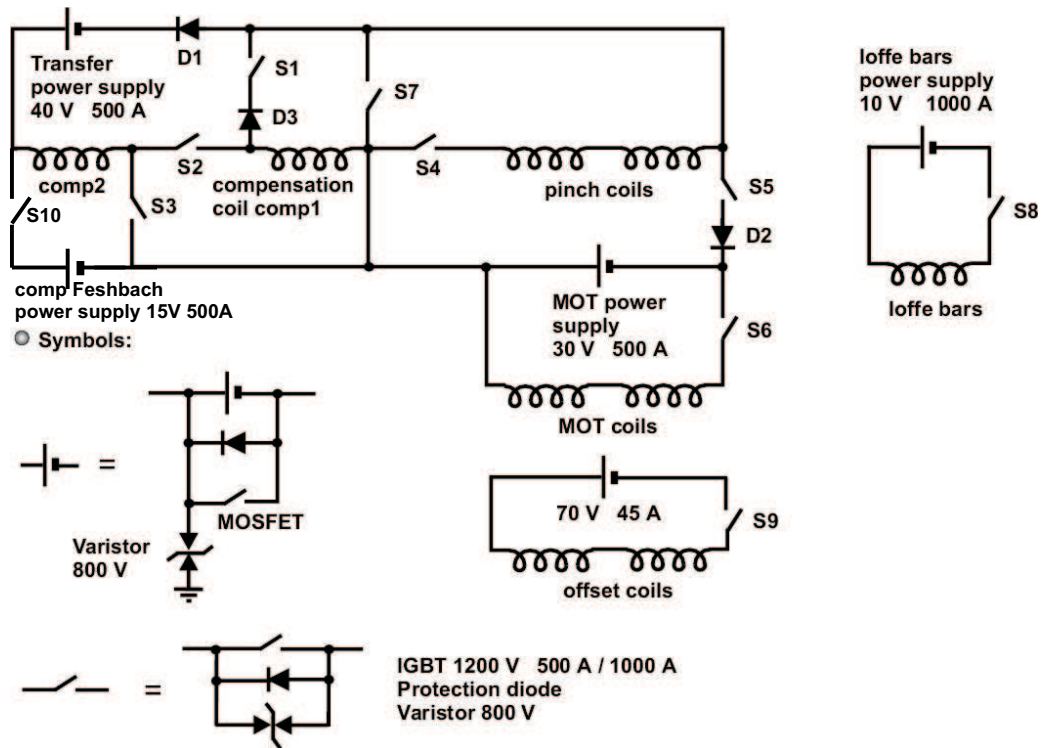 D1
Transfer
power supply
40 V 500 A
S1
D3
S7
S2
S4
comp2
S3
compensation
coil comp1
pinch coils
S5
D2
S10
comp Feshbach
power supply 15V 500A
MOT power
supply
30 V 500 A
S6
MOT coils
Ioffe bars
power supply
10 V 1000 A
S8
Ioffe bars
Symbols:
=
MOSFET
Varistor
800 V
70 V 45 A
S9
offset coils
=
IGBT 1200 V 500 A / 1000 A
Protection diode
Varistor 800 V